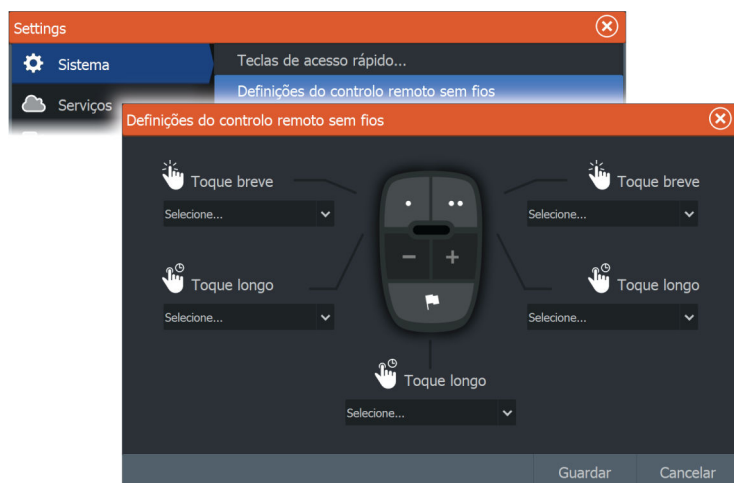 Settings
Sistema
Teclas de acesso rápido...
Serviços
Definições do controlo remoto sem fios
Definições do controlo remoto sem fios
Toque breve
Toque breve
Selecione...
Selecione...
Toque longo
Toque longo
Selecione...
Selecione...
Toque longo
Selecione...
Guardar
Cancelar